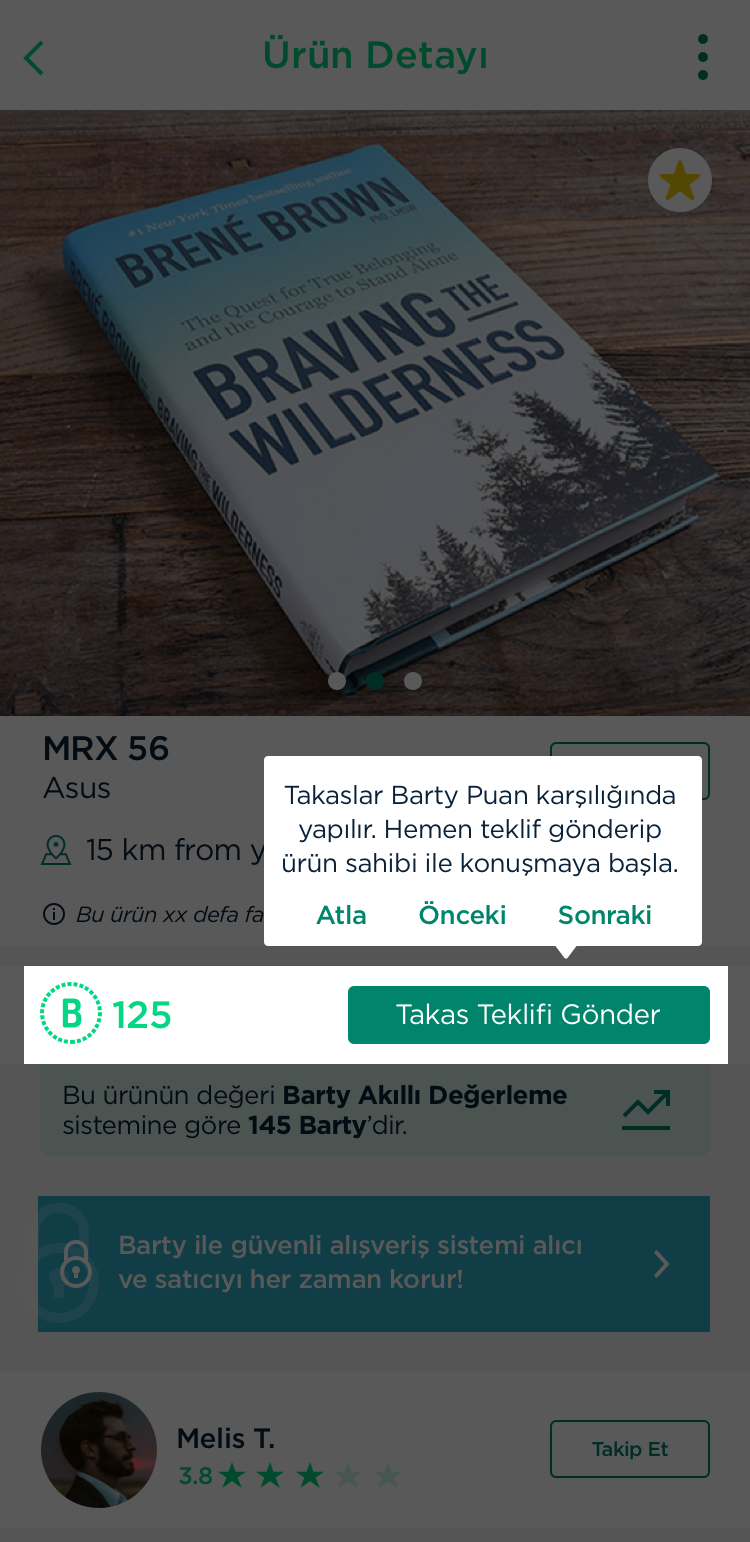 Ürün Detayı
#1 New York Times bestselling author
BRENÉ BROWN
PhD, LMSW
The Quest for True Belonging
and the Courage to Stand Alone
BRAVING THE
WILDERNESS
BRENÉ BROWN
BRAVING THE WILDERNESS
MRX 56
Asus
15 km from y
Bu ürün xx defa fa
Takaslar Barty Puan karşılığında
yapılır. Hemen teklif gönderip
ürün sahibi ile konuşmaya başla.
Atla Önceki Sonraki
B 125
Takas Teklifi Gönder
Bu ürünün değeri Barty Akıllı Değerleme
sistemine göre 145 Barty’dir.
Barty ile güvenli alışveriş sistemi alıcı
ve satıcıyı her zaman korur!
Melis T.
3.8
Takip Et